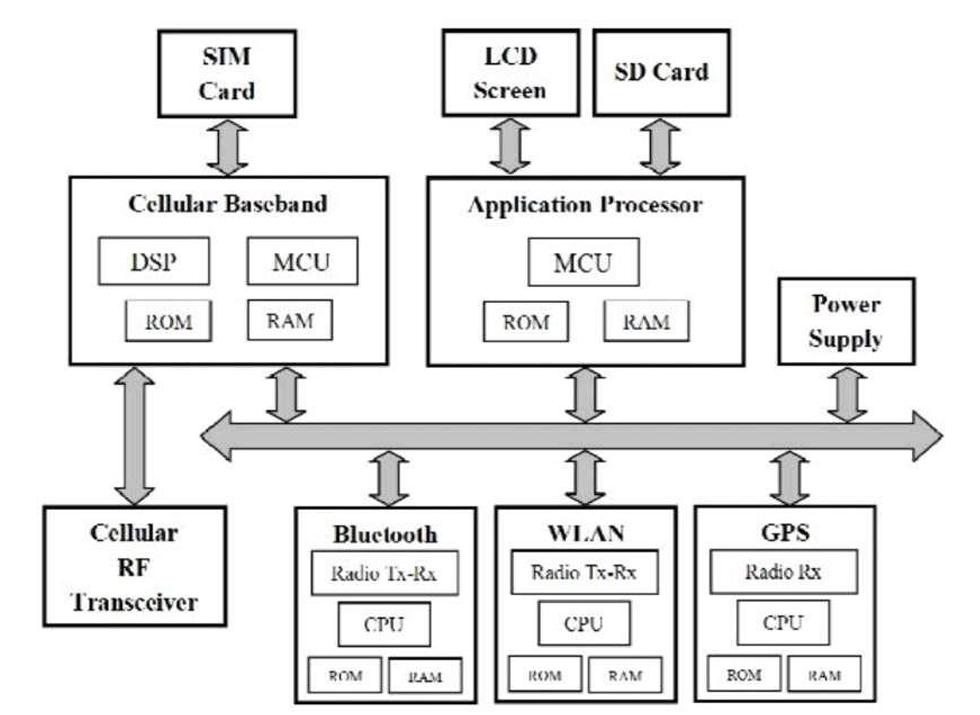 SIM
Card
LCD
Screen
SD Card
Cellular Baseband
DSP
MCU
ROM
RAM
Application Processor
MCU
ROM
RAM
Power
Supply
Cellular
RF
Transceiver
Bluetooth
Radio Tx-Rx
CPU
ROM
RAM
WLAN
Radio Tx-Rx
CPU
ROM
RAM
GPS
Radio Rx
CPU
ROM
RAM